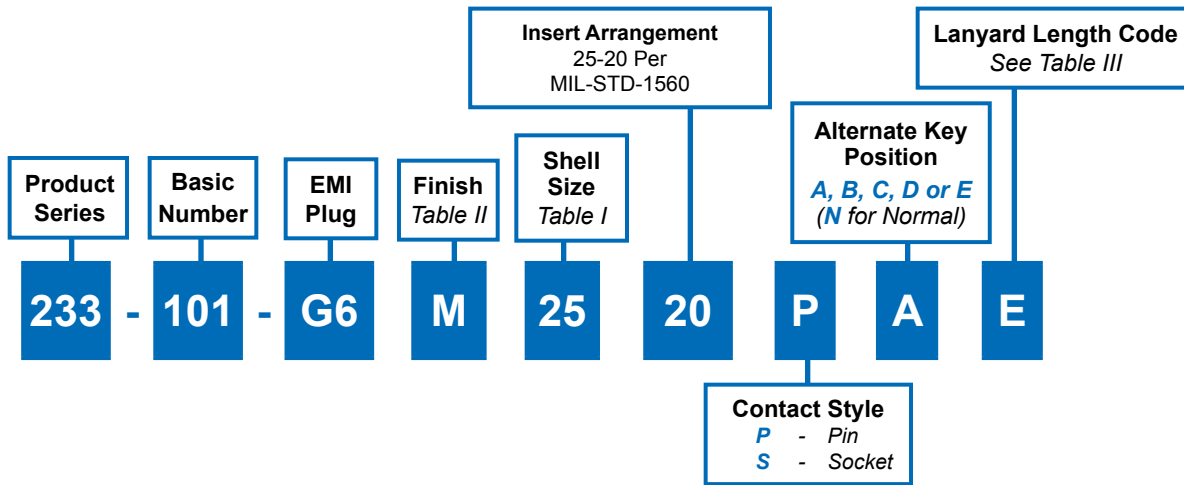 Insert Arrangement
25-20 Per
MIL-STD-1560
Lanyard Length Code
See Table III
Product
Series
Basic
Number
EMI
Plug
Finish
Table II
Shell
Size
Table I
Alternate Key
Position
A, B, C, D or E
(N for Normal)
233 - 101 - G6 M 25 20 P A E
Contact Style
P - Pin
S - Socket